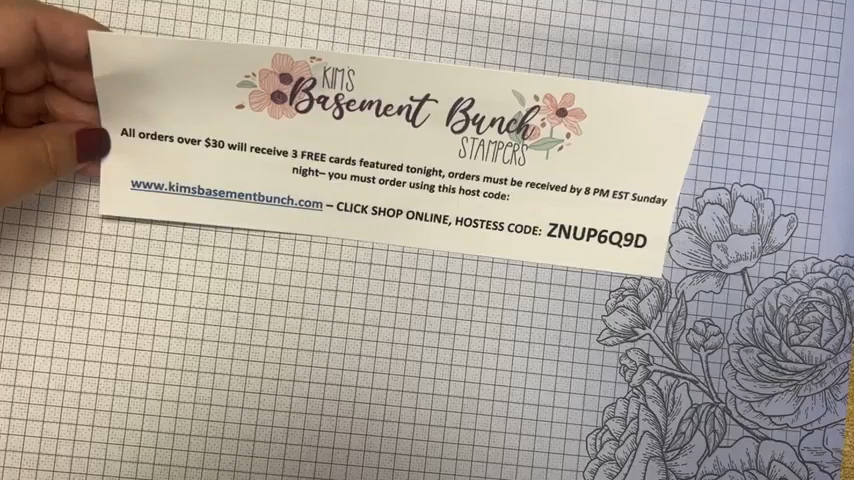 KIM'S
Basement Bunch
STAMPERS
All orders over $30 will receive 3 FREE cards featured tonight, orders must be received by 8 PM EST Sunday
night– you must order using this host code:
www.kimsbasementbunch.com – CLICK SHOP ONLINE, HOSTESS CODE: ZNUP6Q9D